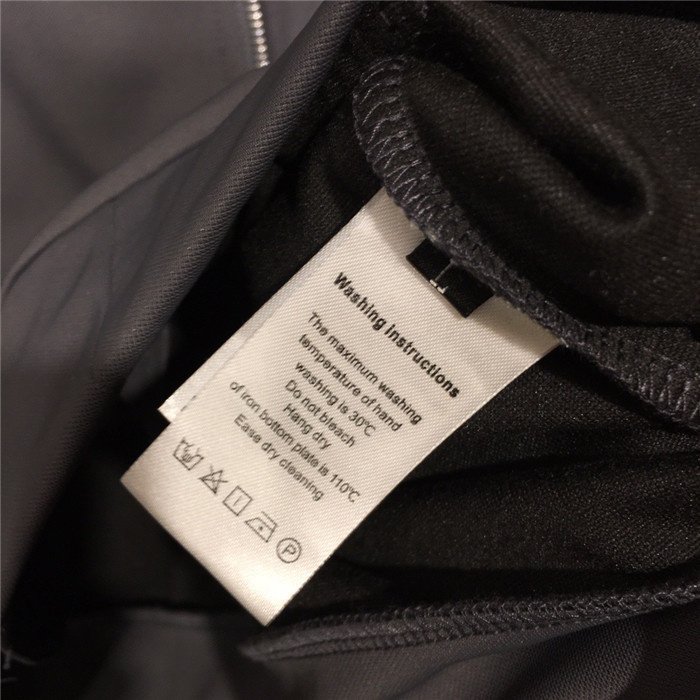 Washing Instructions
The maximum washing
temperature of hand
washing is 30℃
Do not bleach
Hang dry
of iron bottom plate is 110℃
Ease dry cleaning
P